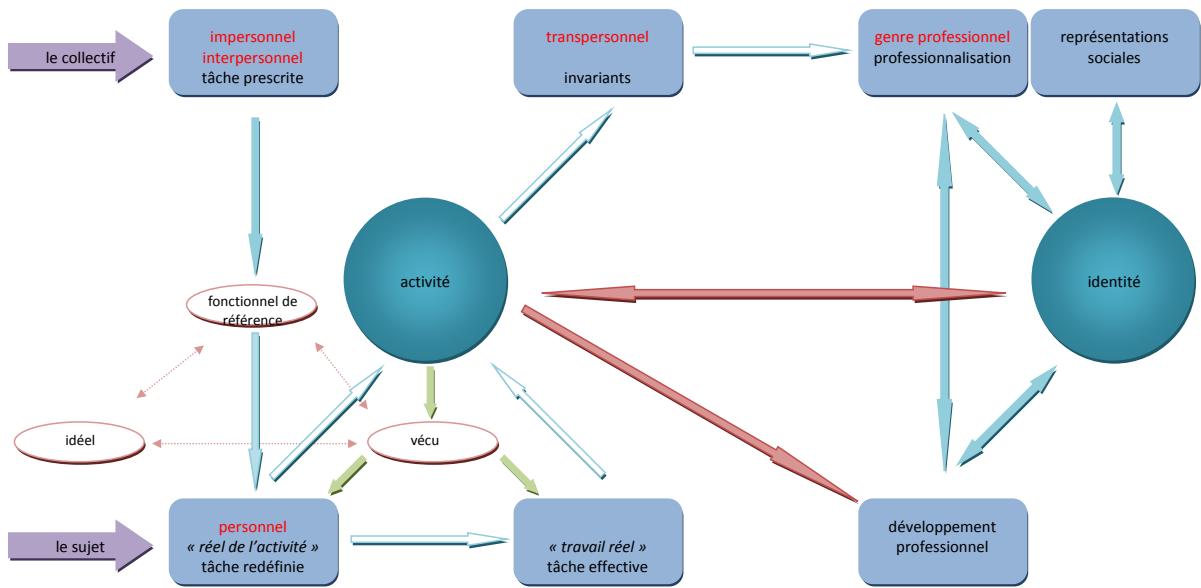 le collectif
impersonnel
interpersonnel
tâche prescrite
transpersonnel
invariants
genre professionnel
professionnalisation
représentations
sociales
activité
identité
fonctionnel de
référence
idéel
vécu
le sujet
personnel
« réel de l’activité »
tâche redéfinie
« travail réel »
tâche effective
développement
professionnel